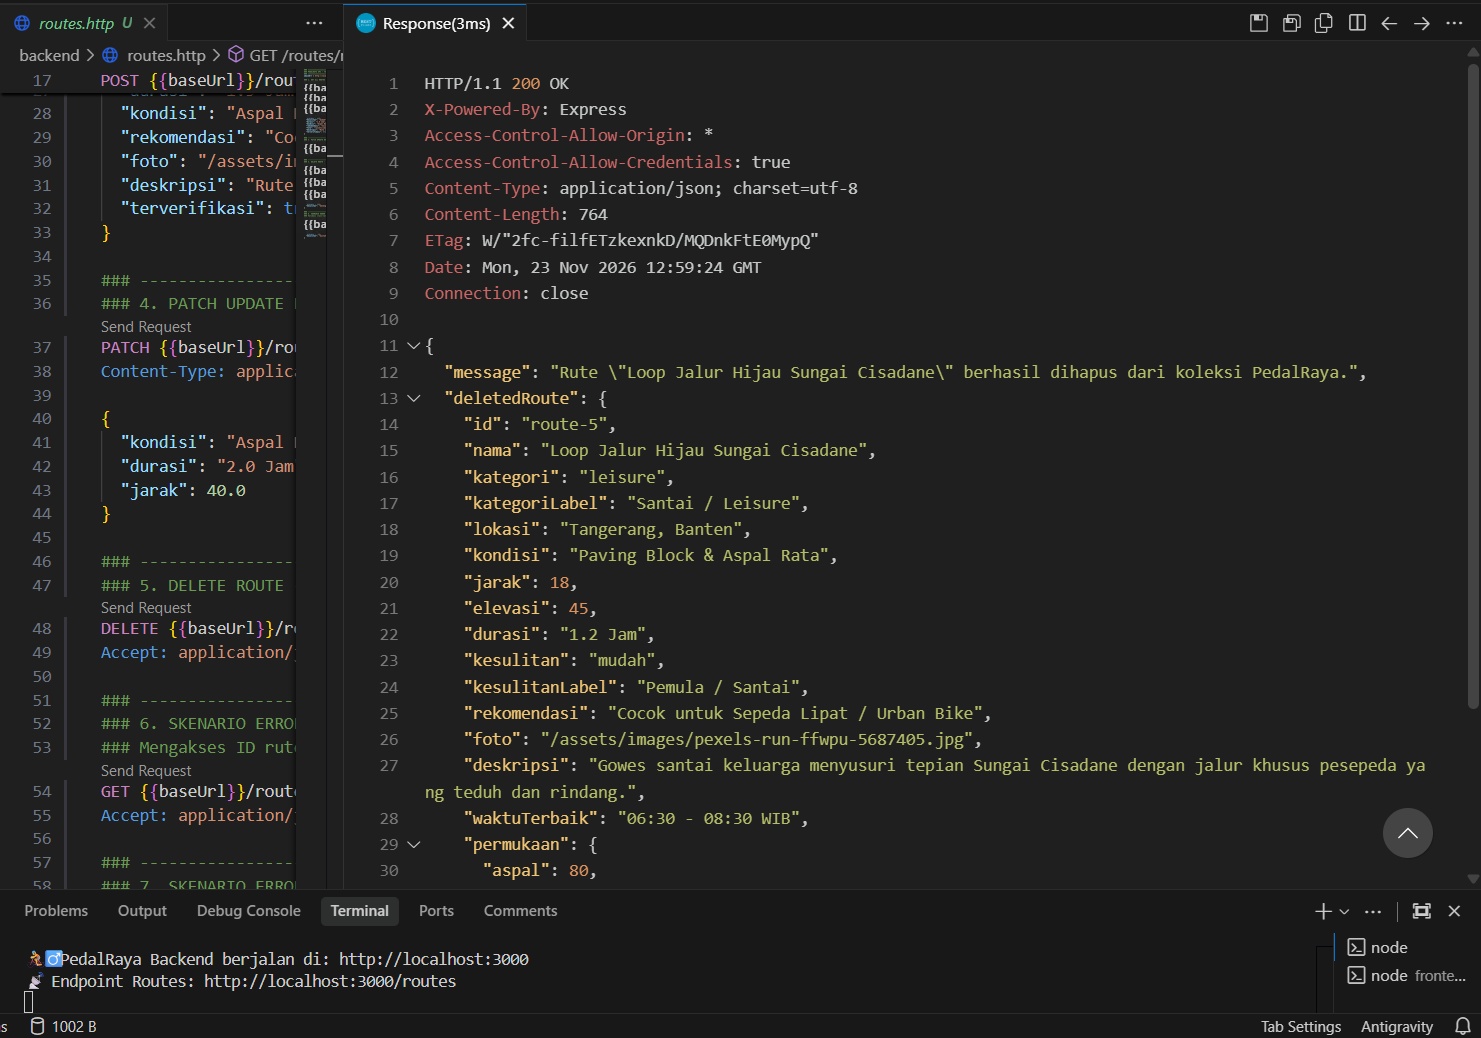 routes.http U
Response(3ms)
backend > routes.http > GET /routes/
17 POST {{baseUrl}}/rout
28 "kondisi": "Aspal
29 "rekomendasi": "Co
30 "foto": "/assets/i
31 "deskripsi": "Rute
32 "terverifikasi": t
33 }
34
35 ### ----------------
36 ### 4. PATCH UPDATE
Send Request
37 PATCH {{baseUrl}}/ro
38 Content-Type: applic
39
40 {
41 "kondisi": "Aspal
42 "durasi": "2.0 Jam
43 "jarak": 40.0
44 }
45
46 ### ----------------
47 ### 5. DELETE ROUTE
Send Request
48 DELETE {{baseUrl}}/r
49 Accept: application/
50
51 ### ----------------
52 ### 6. SKENARIO ERRO
53 ### Mengakses ID rut
Send Request
54 GET {{baseUrl}}/rout
55 Accept: application/
56
57 ### ----------------
58 ### 7. SKENARIO ERRO
1 HTTP/1.1 200 OK
2 X-Powered-By: Express
3 Access-Control-Allow-Origin: *
4 Access-Control-Allow-Credentials: true
5 Content-Type: application/json; charset=utf-8
6 Content-Length: 764
7 ETag: W/"2fc-filfETzkexnkD/MQDnkFtE0MypQ"
8 Date: Mon, 23 Nov 2026 12:59:24 GMT
9 Connection: close
10
11 {
12 "message": "Rute \"Loop Jalur Hijau Sungai Cisadane\" berhasil dihapus dari koleksi PedalRaya.",
13 "deletedRoute": {
14 "id": "route-5",
15 "nama": "Loop Jalur Hijau Sungai Cisadane",
16 "kategori": "leisure",
17 "kategoriLabel": "Santai / Leisure",
18 "lokasi": "Tangerang, Banten",
19 "kondisi": "Paving Block & Aspal Rata",
20 "jarak": 18,
21 "elevasi": 45,
22 "durasi": "1.2 Jam",
23 "kesulitan": "mudah",
24 "kesulitanLabel": "Pemula / Santai",
25 "rekomendasi": "Cocok untuk Sepeda Lipat / Urban Bike",
26 "foto": "/assets/images/pexels-run-ffwpu-5687405.jpg",
27 "deskripsi": "Gowes santai keluarga menyusuri tepian Sungai Cisadane dengan jalur khusus pesepeda ya
ng teduh dan rindang.",
28 "waktuTerbaik": "06:30 - 08:30 WIB",
29 "permukaan": {
30 "aspal": 80,
Problems Output Debug Console Terminal Ports Comments
PedalRaya Backend berjalan di: http://localhost:3000
Endpoint Routes: http://localhost:3000/routes
node
node fronte...
s 1002 B
Tab Settings Antigravity